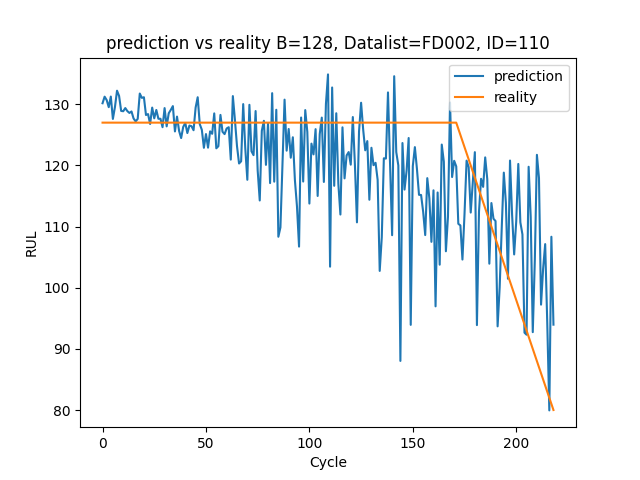 prediction vs reality B=128, Datalist=FD002, ID=110
prediction
reality
RUL
130
120
110
100
90
80
0
50
100
150
200
Cycle